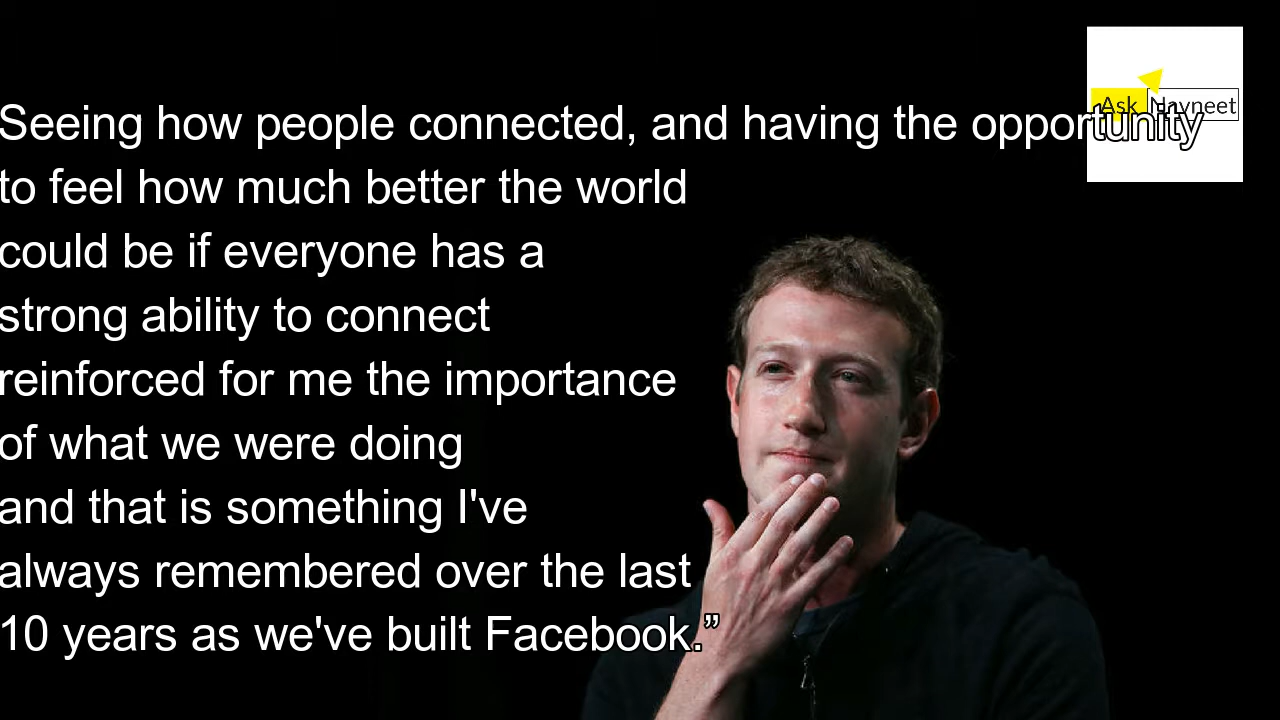 Ask Navneet
Seeing how people connected, and having the opportunity
to feel how much better the world
could be if everyone has a
strong ability to connect
reinforced for me the importance
of what we were doing
and that is something I've
always remembered over the last
10 years as we've built Facebook.”